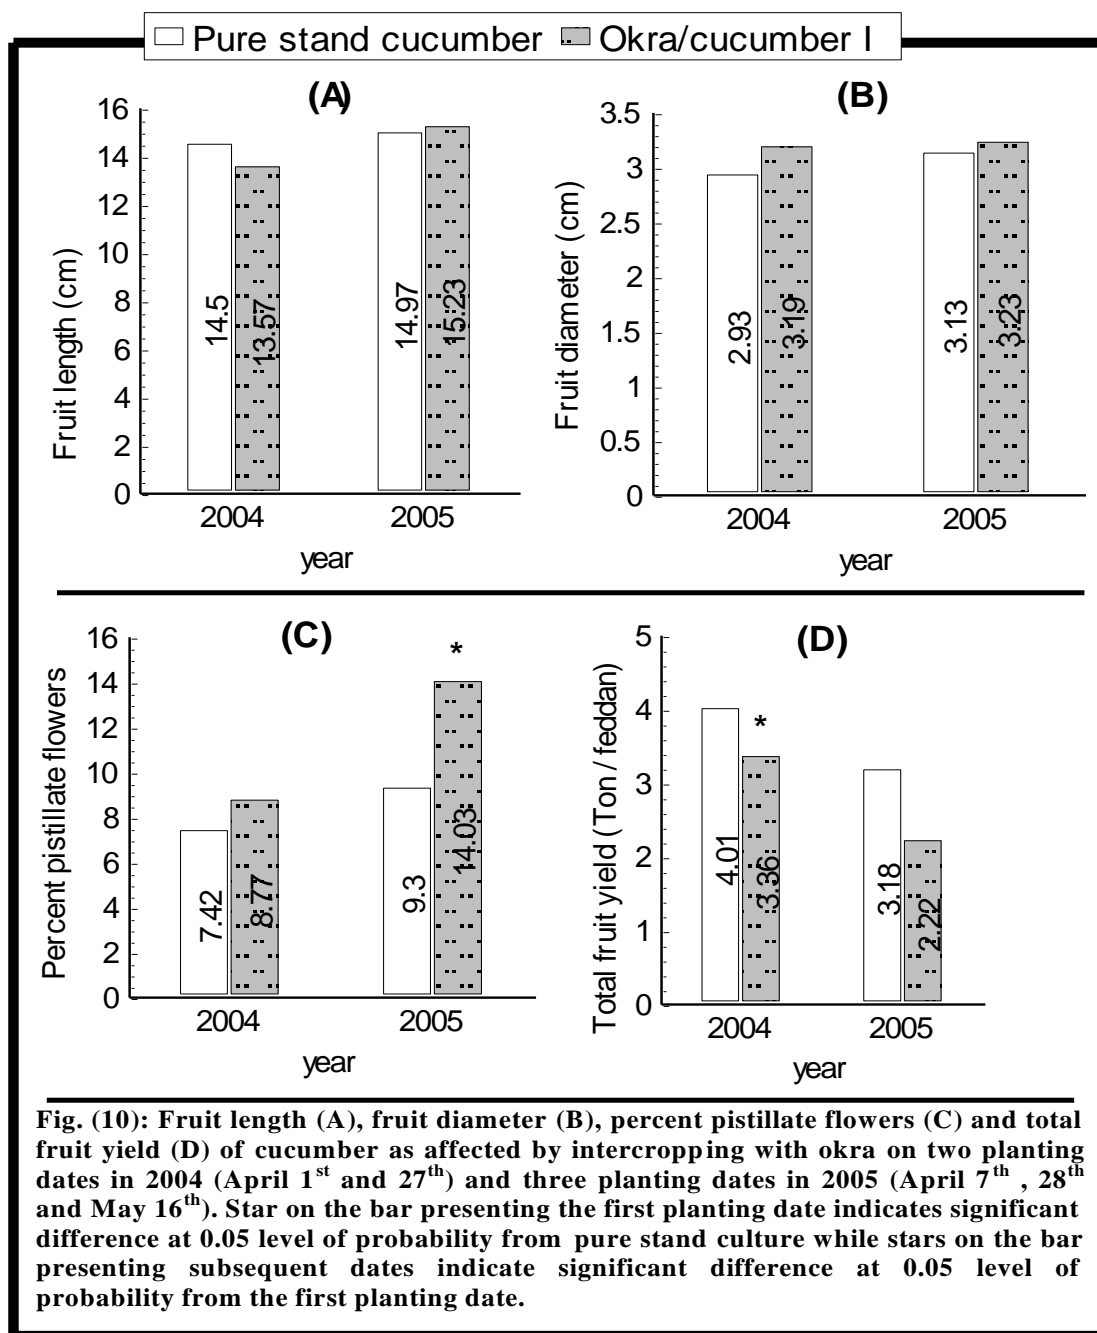 Pure stand cucumber Okra/cucumber I
(A)
16
14
12
10
8
6
4
2
0
Fruit length (cm)
14.5
13.57
14.97
15.23
2004 2005
year
(B)
3.5
3
2.5
2
1.5
1
0.5
0
Fruit diameter (cm)
2.93
3.19
3.13
3.23
2004 2005
year
(C)
16
14
12
10
8
6
4
2
0
Percent pistillate flowers
7.42
8.77
9.3
14.03
*
2004 2005
year
(D)
5
4
3
2
1
0
Total fruit yield (Ton / feddan)
4.01
3.36
*
3.18
2.22
2004 2005
year
Fig. (10): Fruit length (A), fruit diameter (B), percent pistillate flowers (C) and total
fruit yield (D) of cucumber as affected by intercropping with okra on two planting
dates in 2004 (April 1st and 27th) and three planting dates in 2005 (April 7th , 28th
and May 16th). Star on the bar presenting the first planting date indicates significant
difference at 0.05 level of probability from pure stand culture while stars on the bar
presenting subsequent dates indicate significant difference at 0.05 level of
probability from the first planting date.